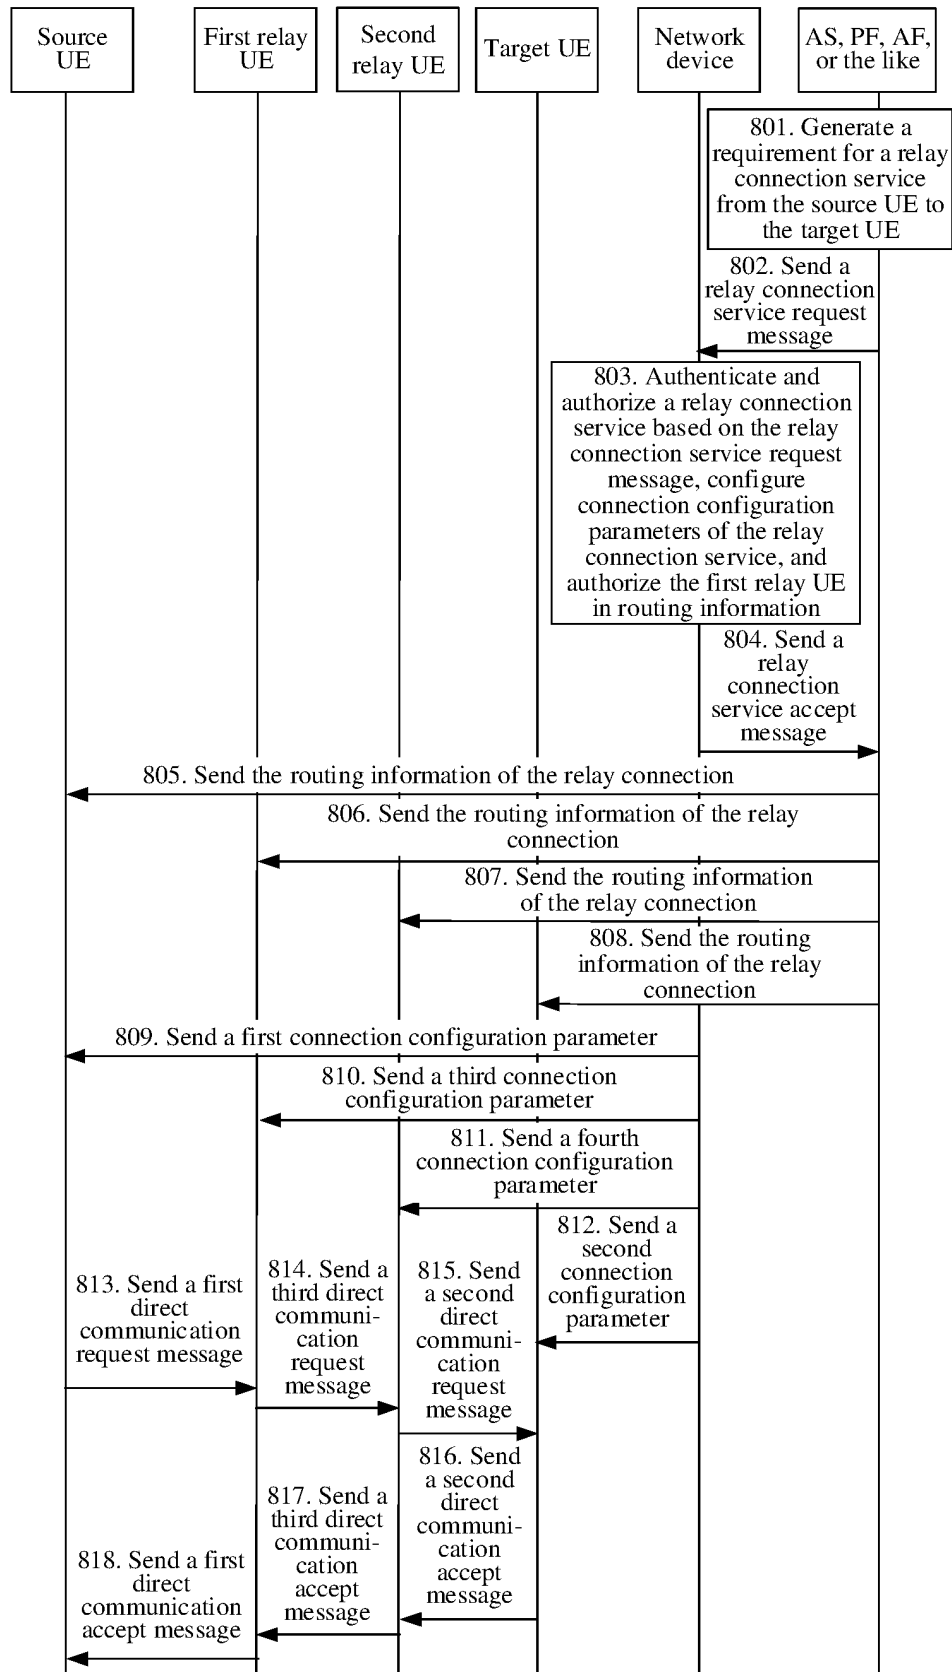 Source
UE
First relay
UE
Second
relay UE
Target UE
Network
device
AS, PF, AF,
or the like
801. Generate a
requirement for a relay
connection service
from the source UE to
the target UE
802. Send a
relay connection
service request
message
803. Authenticate and
authorize a relay connection
service based on the relay
connection service request
message, configure
connection configuration
parameters of the relay
connection service, and
authorize the first relay UE
in routing information
804. Send a
relay
connection
service accept
message
805. Send the routing information of the relay connection
806. Send the routing information of the relay
connection
807. Send the routing information
of the relay connection
808. Send the routing
information of the relay
connection
809. Send a first connection configuration parameter
810. Send a third connection
configuration parameter
811. Send a fourth
connection configuration
parameter
812. Send a
second
connection
configuration
parameter
813. Send a first
direct
communication
request message
814. Send a
third direct
communi-
cation
request
message
815. Send
a second
direct
communi-
cation
request
message
816. Send
a second
direct
communi-
cation
accept
message
817. Send a
third direct
communi-
cation
accept
message
818. Send a first
direct
communication
accept message